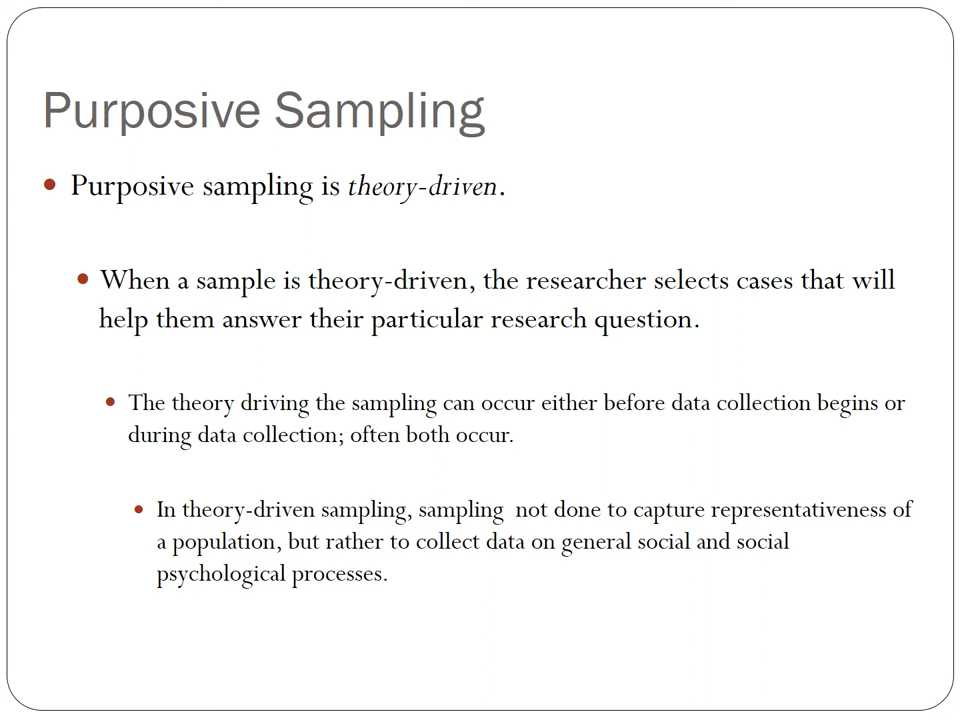 Purposive Sampling
Purposive sampling is theory-driven.
When a sample is theory-driven, the researcher selects cases that will
help them answer their particular research question.
The theory driving the sampling can occur either before data collection begins or
during data collection; often both occur.
In theory-driven sampling, sampling  not done to capture representativeness of
a population, but rather to collect data on general social and social
psychological processes.